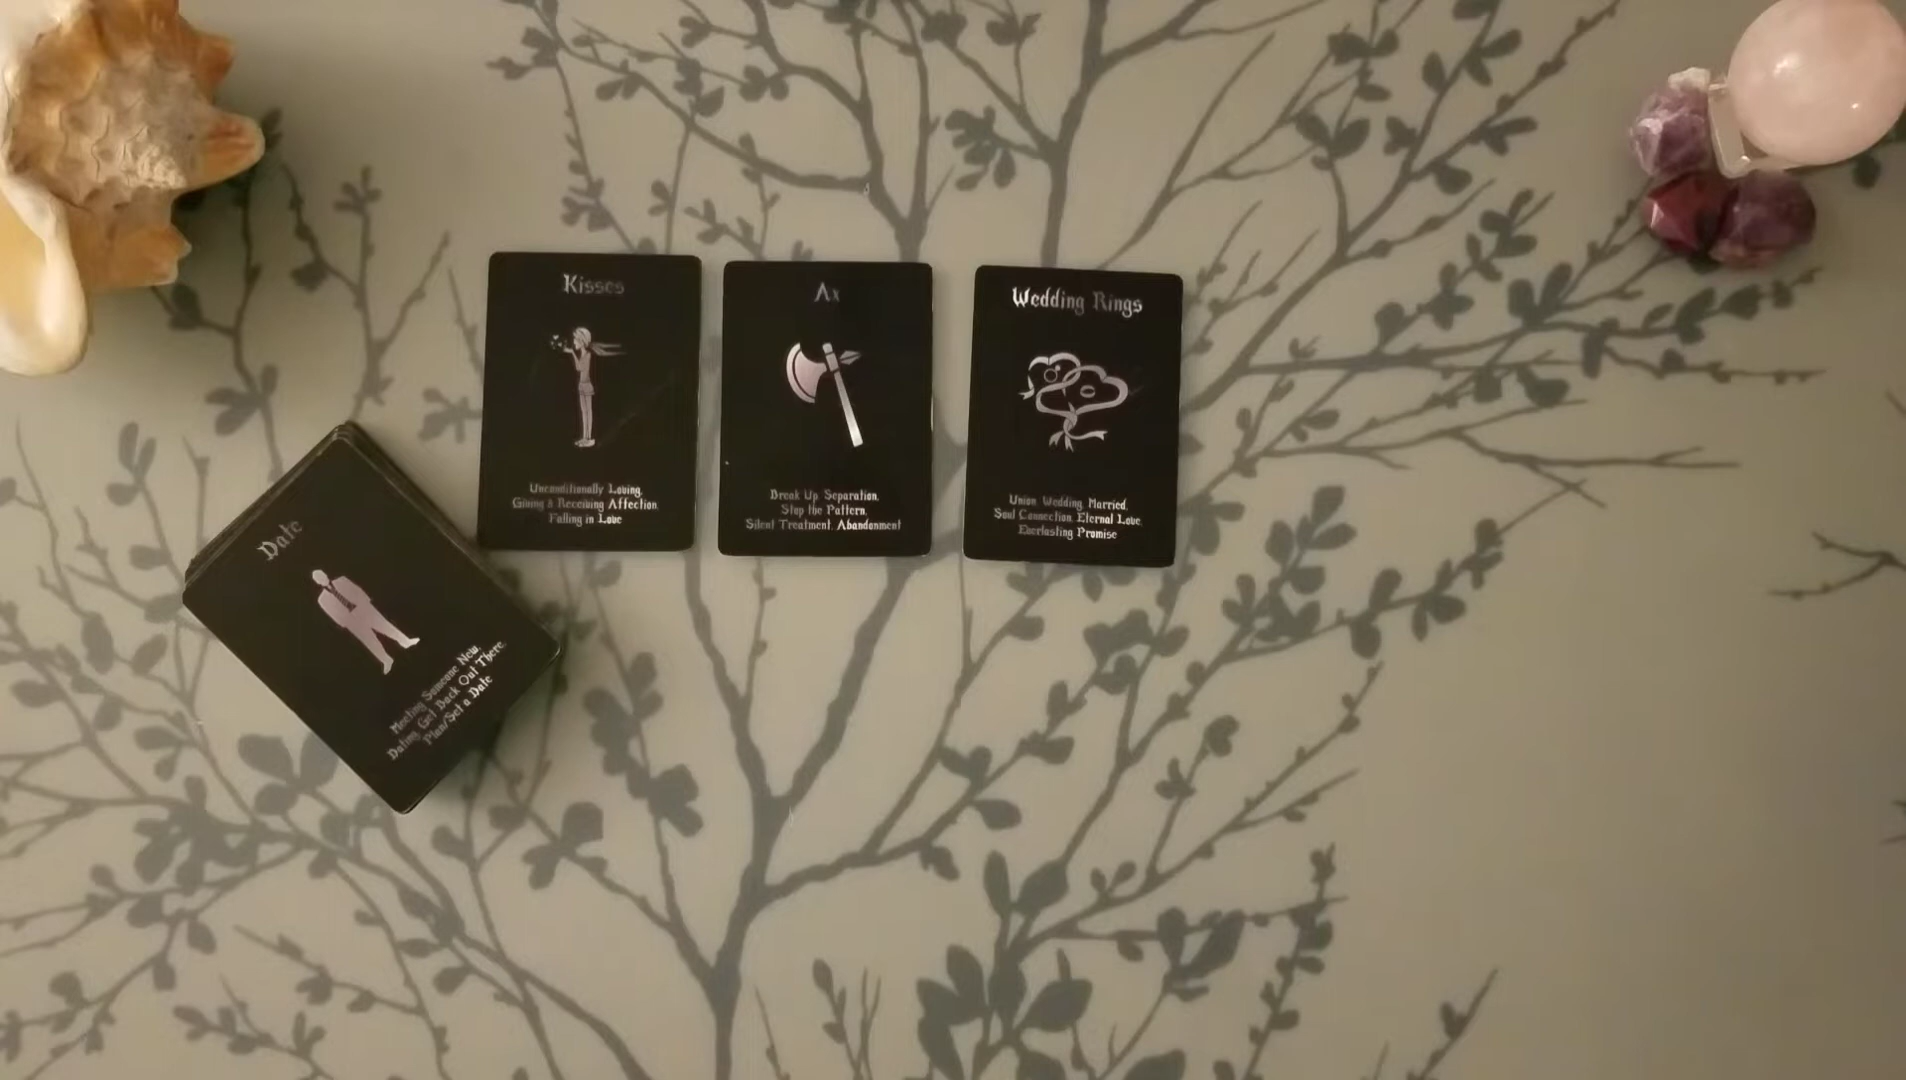 Kisses
Unconditionally Loving,
Giving & Receiving Affection,
Falling in Love
Ax
Break Up, Separation,
Stop the Pattern,
Silent Treatment, Abandonment
Wedding Rings
Union, Wedding, Married,
Soul Connection, Eternal Love,
Everlasting Promise
Date
Meeting Someone New,
Dating, Get Back Out There,
Plan/Set a Date